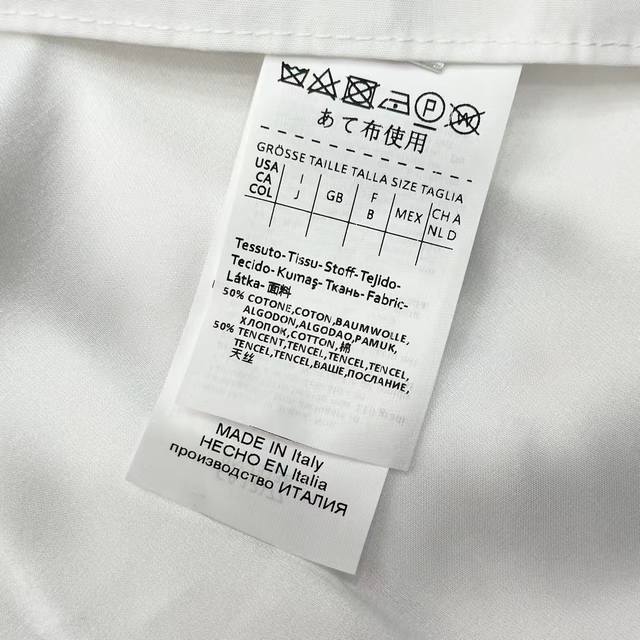 P W
あて布使用
GRÖSSE TAILLE TALLA SIZE TAGLIA
USA CA COL
I J
GB
F B
MEX
CH A NL D
Tessuto-Tissu-Stoff-Tejido-
Tecido-Kumaş-Ткань-Fabric-
Látka-面料
50% COTONE,COTON,BAUMWOLLE,
ALGODON,ALGODAO,PAMUK,
ХЛОПОК,COTTON,棉
50% TENCENT,TENCEL,TENCEL,TENCEL,
TENCEL,TENCEL,ВАШЕ,ПОСЛАНИЕ,
天丝
MADE IN Italy
HECHO EN Italia
производство ИТАЛИЯ